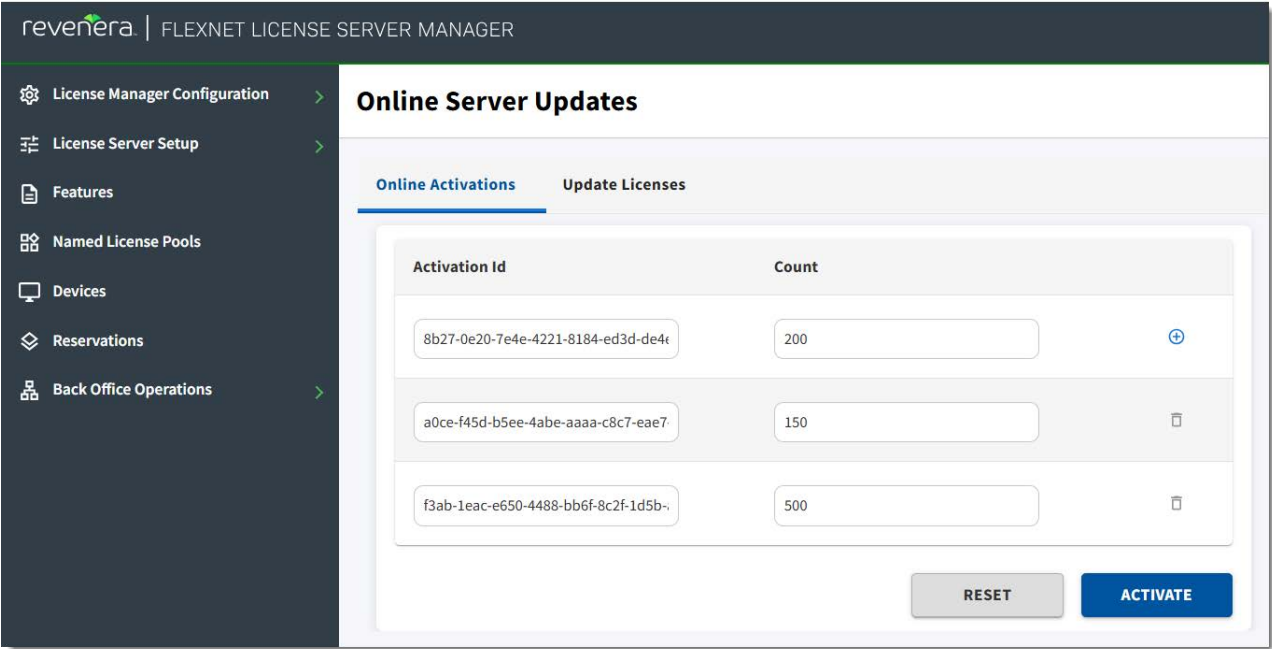 revenera. | FLEXNET LICENSE SERVER MANAGER
License Manager Configuration
License Server Setup
Features
Named License Pools
Devices
Reservations
Back Office Operations
Online Server Updates
Online Activations Update Licenses
Activation Id Count
8b27-0e20-7e4e-4221-8184-ed3d-de4e 200
a0ce-f45d-b5ee-4abe-aaaa-c8c7-eae7- 150
f3ab-1eac-e650-4488-bb6f-8c2f-1d5b- 500
RESET ACTIVATE